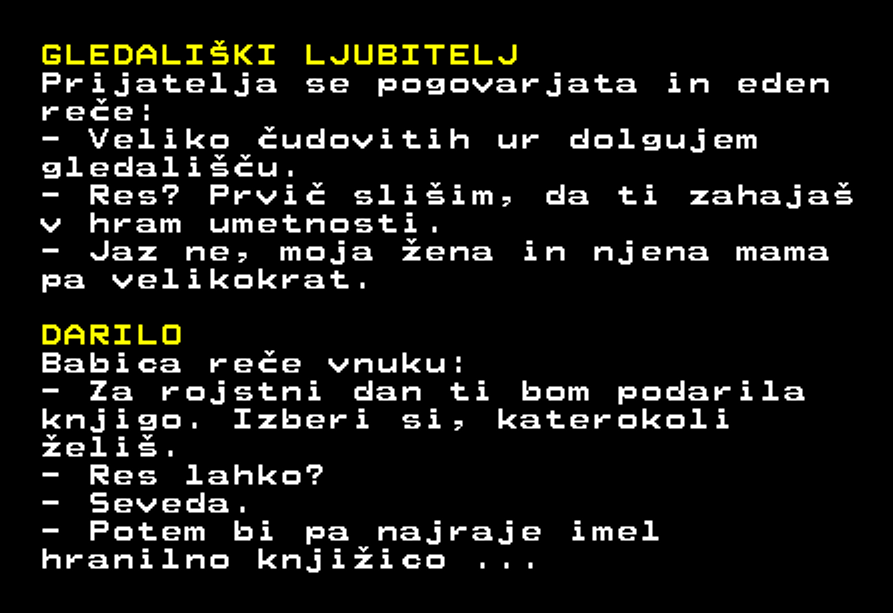 GLEDALIŠKI LJUBITELJ
Prijatelja se pogovarjata in eden
reče:
- Veliko čudovitih ur dolgujem
gledališču.
- Res? Prvič slišim, da ti zahajaš
v hram umetnosti.
- Jaz ne, moja žena in njena mama
pa velikokrat.
DARILO
Babica reče vnuku:
- Za rojstni dan ti bom podarila
knjigo. Izberi si, katerokoli
želiš.
- Res lahko?
- Seveda.
- Potem bi pa najraje imel
hranilno knjižico ...